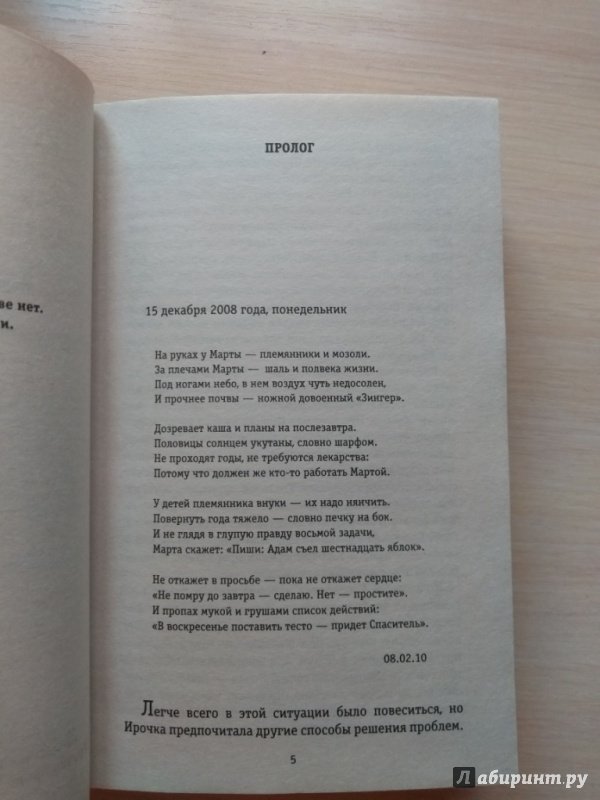 ве нет.
и.
ПРОЛОГ
15 декабря 2008 года, понедельник
На руках у Марты — племянники и мозоли.
За плечами Марты — шаль и полвека жизни.
Под ногами небо, в нем воздух чуть недосолен,
И прочнее почвы — ножной довоенный «Зингер».
Дозревает каша и планы на послезавтра.
Половицы солнцем укутаны, словно шарфом.
Не проходят годы, не требуются лекарства:
Потому что должен же кто-то работать Мартой.
У детей племянника внуки — их надо нянчить.
Повернуть года тяжело — словно печку на бок.
И не глядя в глупую правду восьмой задачи,
Марта скажет: «Пиши: Адам съел шестнадцать яблок».
Не откажет в просьбе — пока не откажет сердце:
«Не помру до завтра — сделаю. Нет — простите».
И пропах мукой и грушами список действий:
«В воскресенье поставить тесто — придет Спаситель».
08.02.10
Легче всего в этой ситуации было повеситься, но
Ирочка предпочитала другие способы решения проблем.
5
Лабиринт.ру